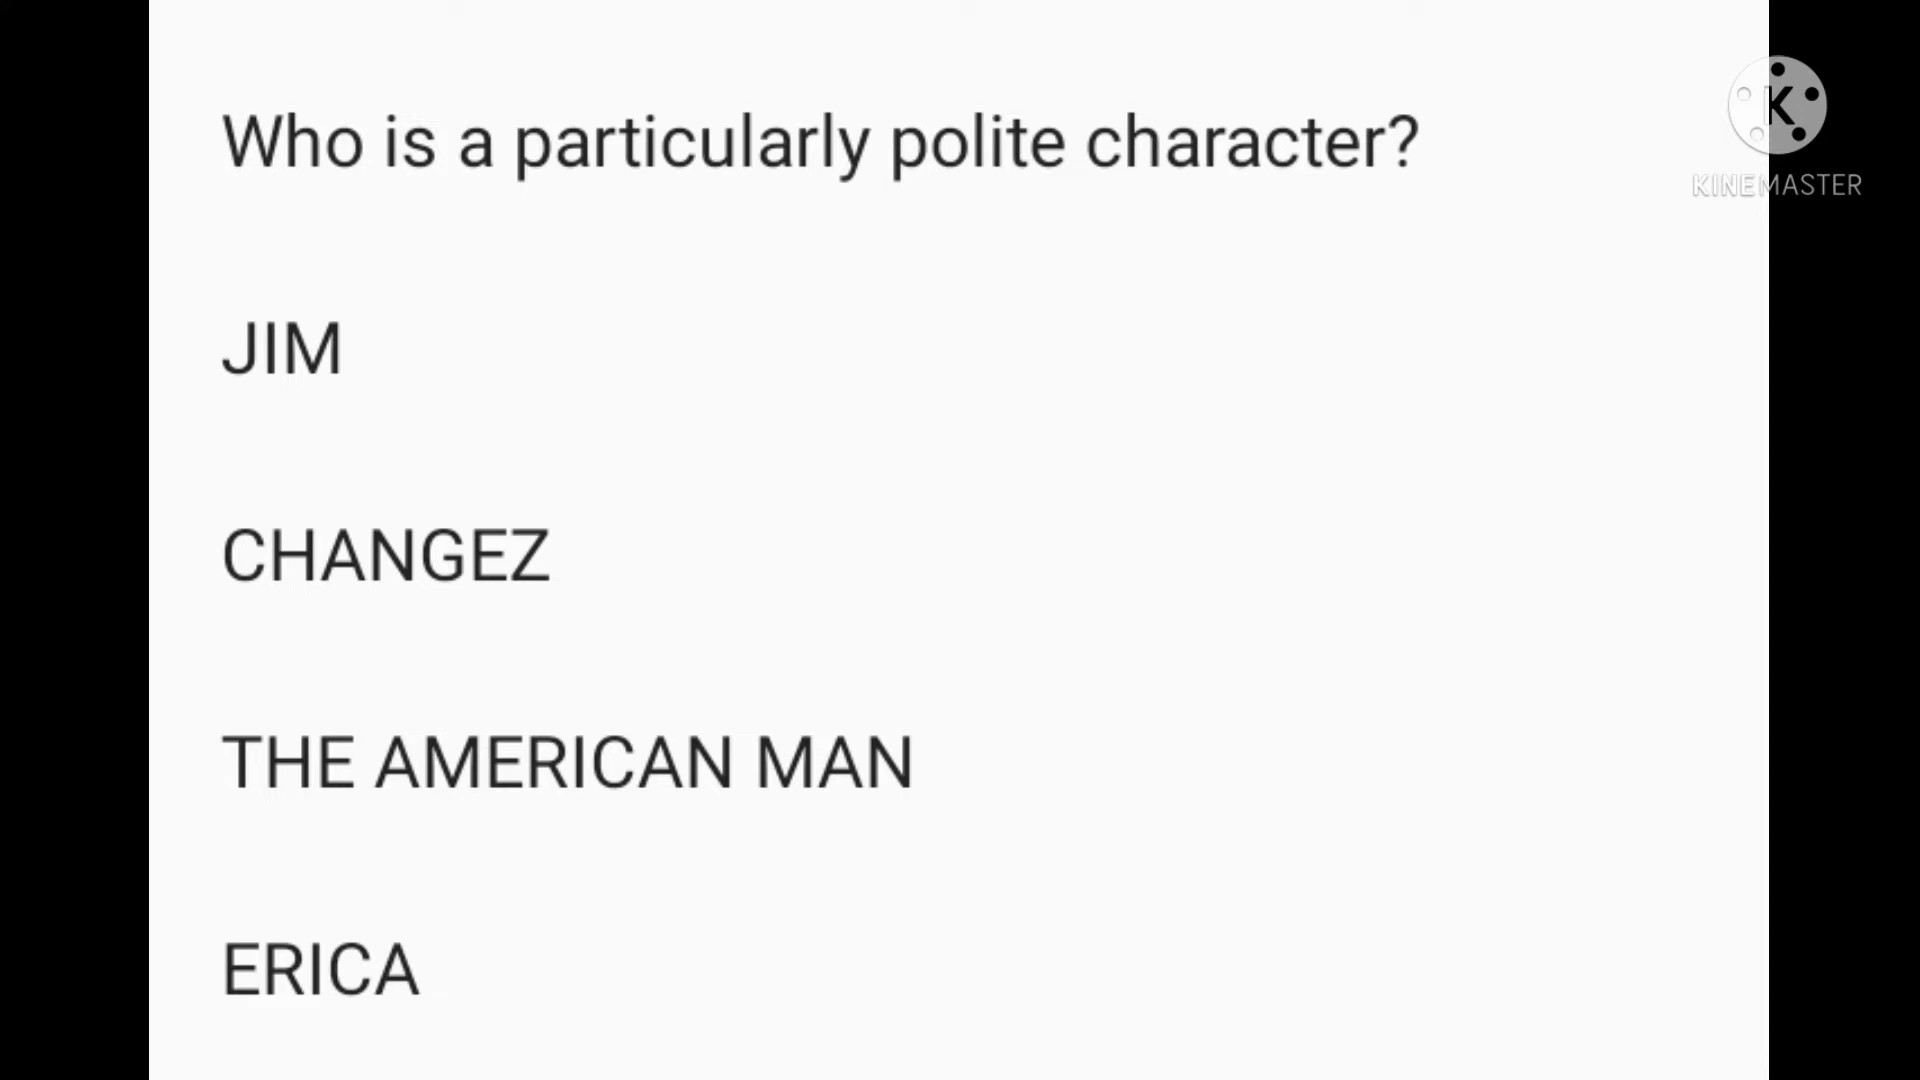 Who is a particularly polite character?
K
KINEMASTER
JIM
CHANGEZ
THE AMERICAN MAN
ERICA